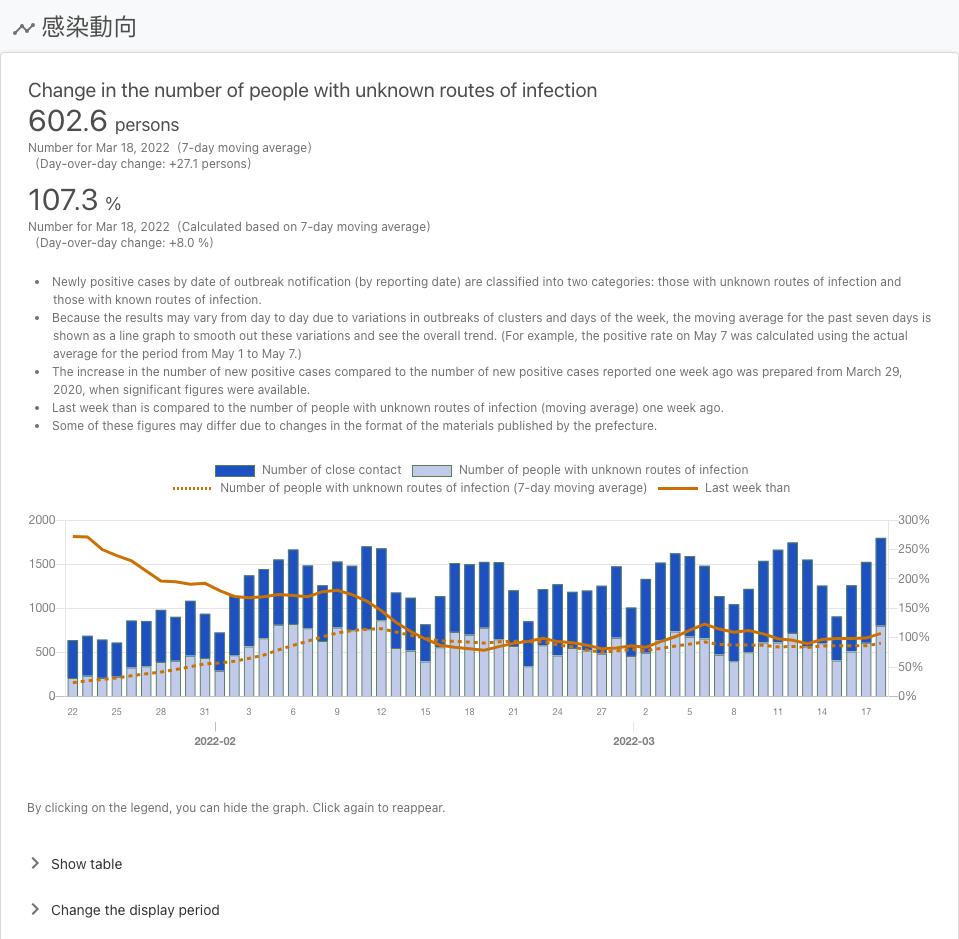 感染動向
Change in the number of people with unknown routes of infection
602.6 persons
Number for Mar 18, 2022 (7-day moving average)
(Day-over-day change: +27.1 persons)
107.3 %
Number for Mar 18, 2022 (Calculated based on 7-day moving average)
(Day-over-day change: +8.0 %)
• Newly positive cases by date of outbreak notification (by reporting date) are classified into two categories: those with unknown routes of infection and
those with known routes of infection.
• Because the results may vary from day to day due to variations in outbreaks of clusters and days of the week, the moving average for the past seven days is
shown as a line graph to smooth out these variations and see the overall trend. (For example, the positive rate on May 7 was calculated using the actual
average for the period from May 1 to May 7.)
• The increase in the number of new positive cases compared to the number of new positive cases reported one week ago was prepared from March 29,
2020, when significant figures were available.
• Last week than is compared to the number of people with unknown routes of infection (moving average) one week ago.
• Some of these figures may differ due to changes in the format of the materials published by the prefecture.
Number of close contact Number of people with unknown routes of infection
Number of people with unknown routes of infection (7-day moving average) Last week than
2000 300%
250%
1500
200%
1000 150%
100%
500
50%
0 0%
22 25 28 31 3 6 9 12 15 18 21 24 27 2 5 8 11 14 17
2022-02 2022-03
By clicking on the legend, you can hide the graph. Click again to reappear.
Show table
Change the display period